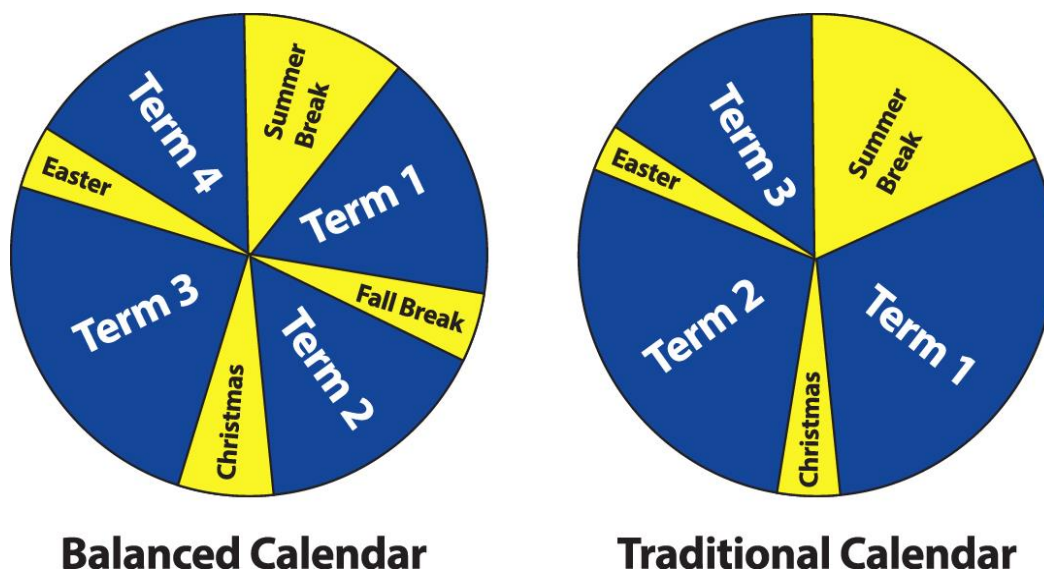 Summer
Break
Term 1
Fall Break
Term 2
Christmas
Term 3
Easter
Term 4
Balanced Calendar
Summer
Break
Term 1
Christmas
Term 2
Easter
Term 3
Traditional Calendar